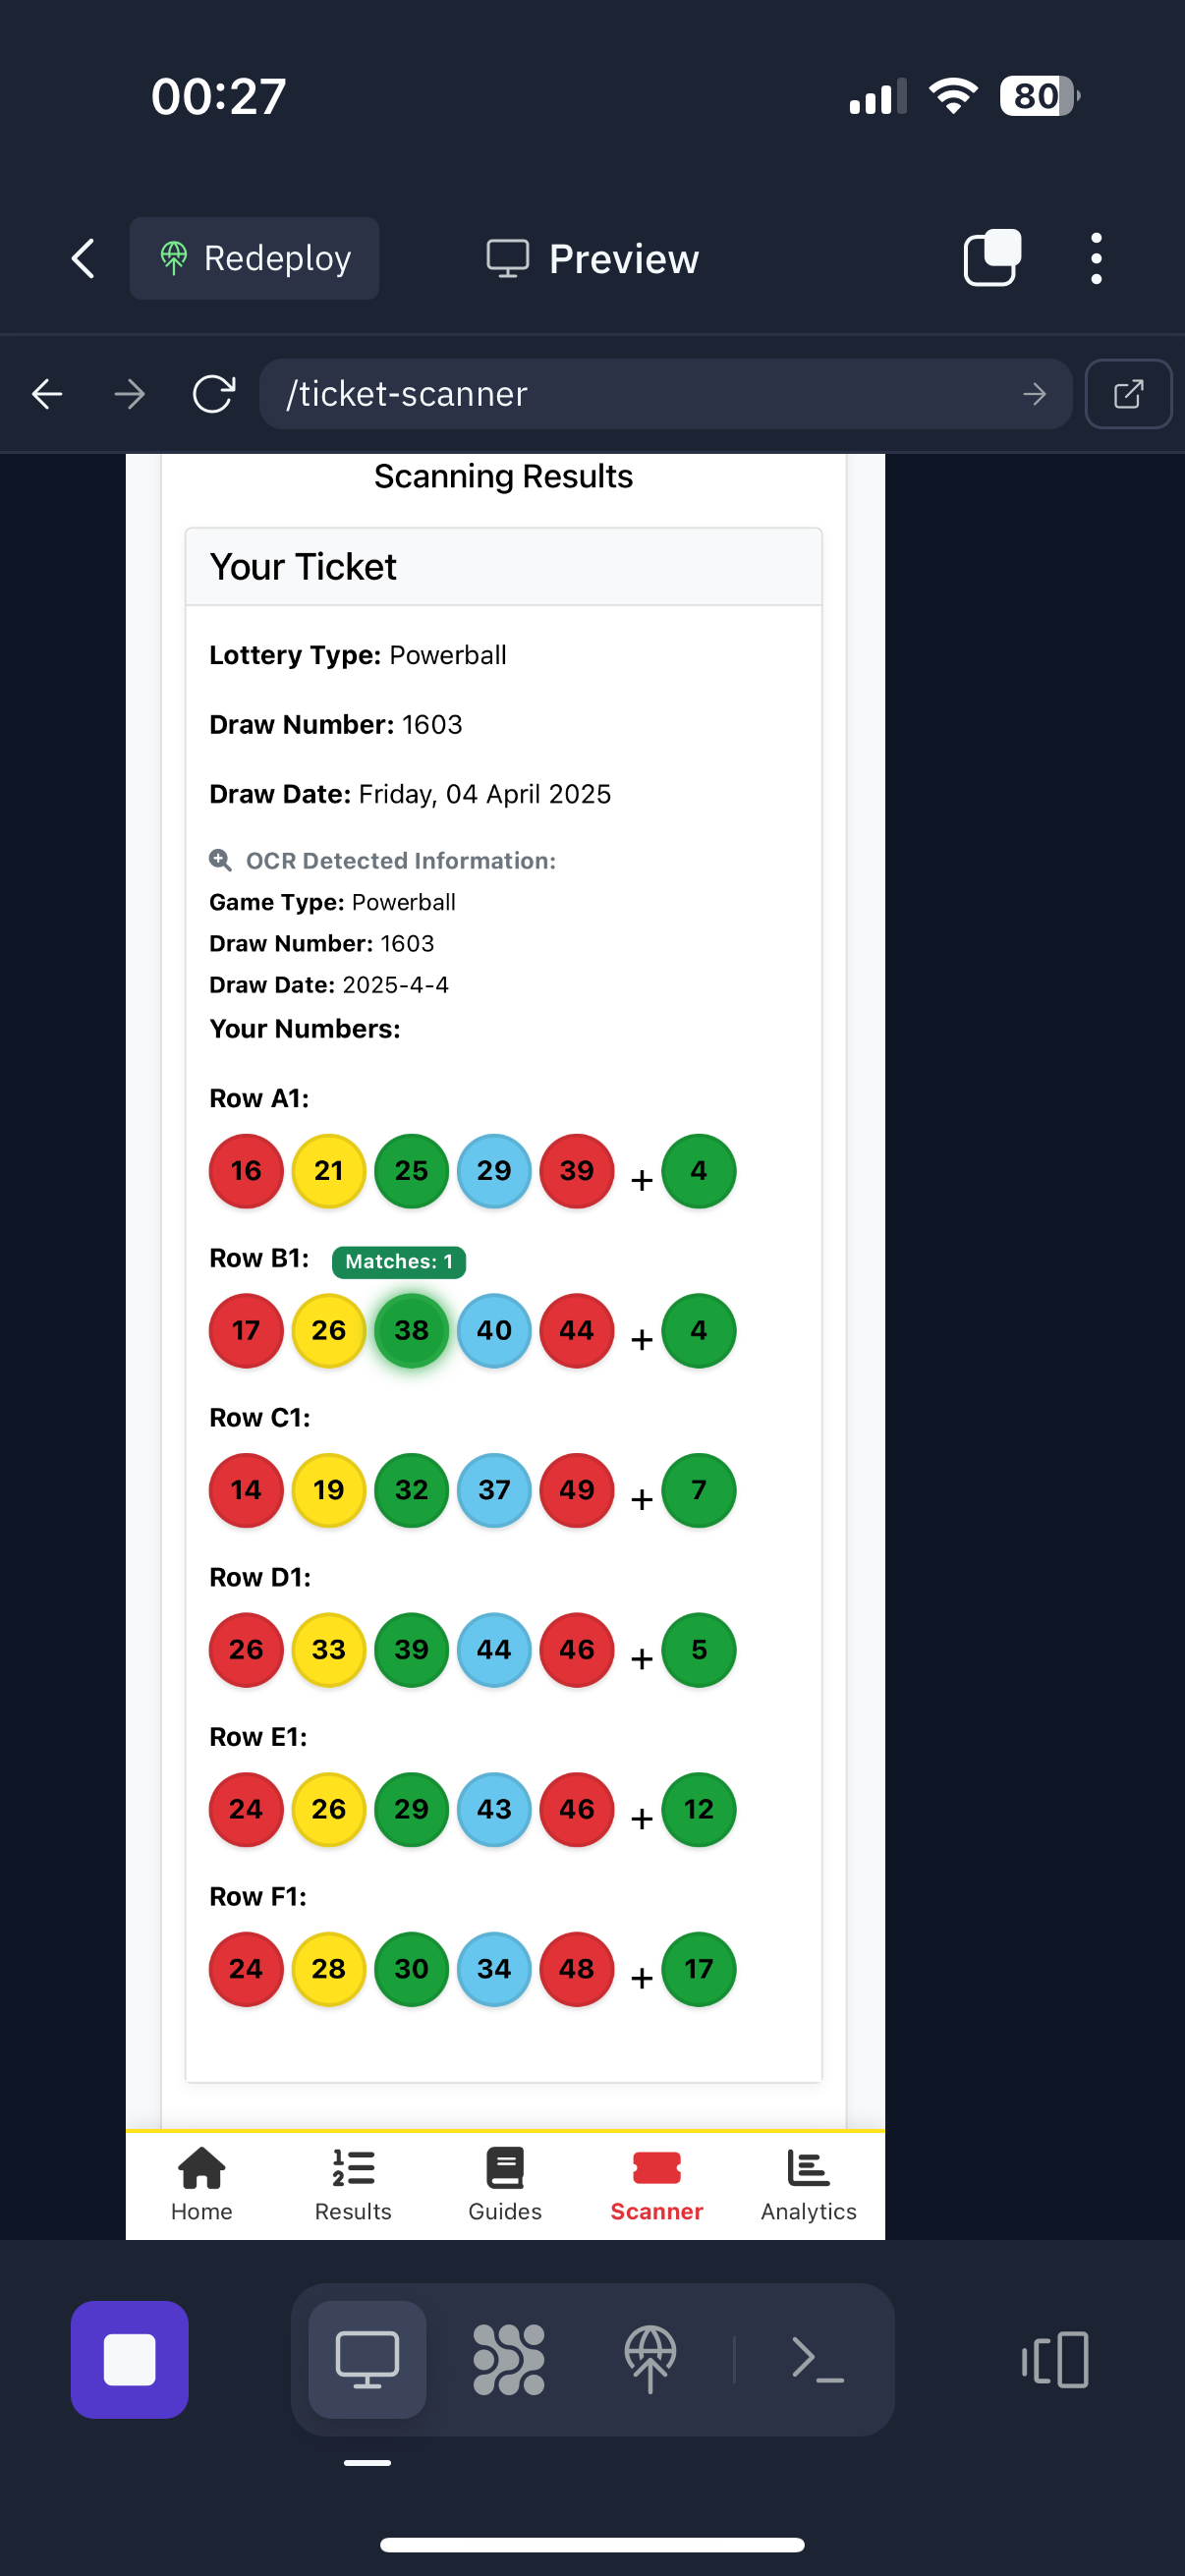 00:27
80
Redeploy
Preview
/ticket-scanner
Scanning Results
Your Ticket
Lottery Type: Powerball
Draw Number: 1603
Draw Date: Friday, 04 April 2025
OCR Detected Information:
Game Type: Powerball
Draw Number: 1603
Draw Date: 2025-4-4
Your Numbers:
Row A1:
16 21 25 29 39 + 4
Row B1: Matches: 1
17 26 38 40 44 + 4
Row C1:
14 19 32 37 49 + 7
Row D1:
26 33 39 44 46 + 5
Row E1:
24 26 29 43 46 + 12
Row F1:
24 28 30 34 48 + 17
Home Results Guides Scanner Analytics